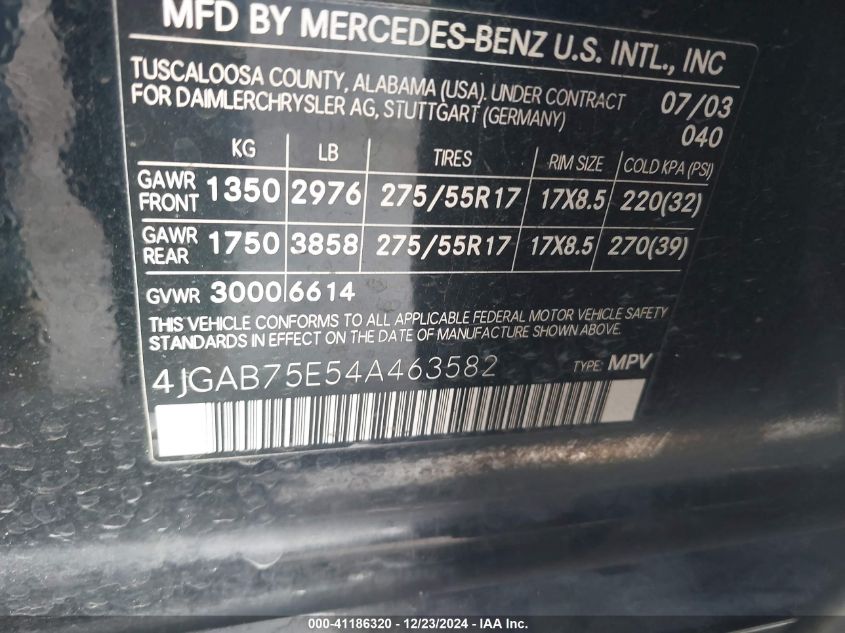 MFD BY MERCEDES-BENZ U.S. INTL., INC
TUSCALOOSA COUNTY, ALABAMA (USA). UNDER CONTRACT
FOR DAIMLERCHRYSLER AG, STUTTGART (GERMANY)
07/03
040
KG LB TIRES RIM SIZE COLD KPA (PSI)
GAWR FRONT 1350 2976 275/55R17 17X8.5 220(32)
GAWR REAR 1750 3858 275/55R17 17X8.5 270(39)
GVWR 3000 6614
THIS VEHICLE CONFORMS TO ALL APPLICABLE FEDERAL MOTOR VEHICLE SAFETY
STANDARDS IN EFFECT ON THE DATE OF MANUFACTURE SHOWN ABOVE.
4JGAB75E54A463582 TYPE: MPV
000-41186320 - 12/23/2024 - IAA, Inc.